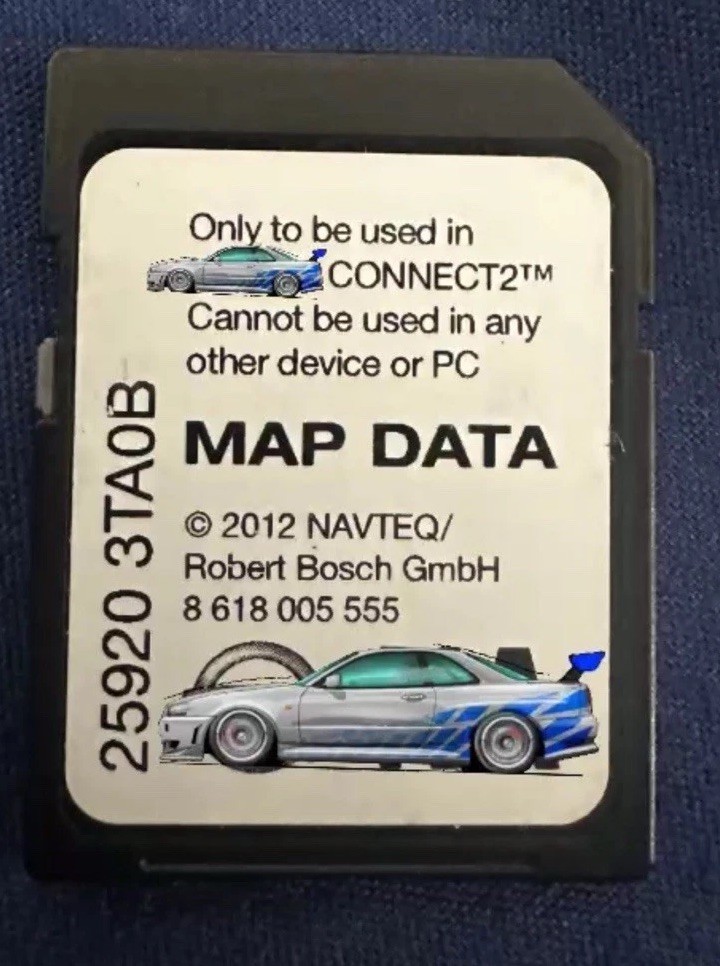 Only to be used in
CONNECT2™
Cannot be used in any
other device or PC
MAP DATA
© 2012 NAVTEQ/
Robert Bosch GmbH
8 618 005 555
25920 3TA0B